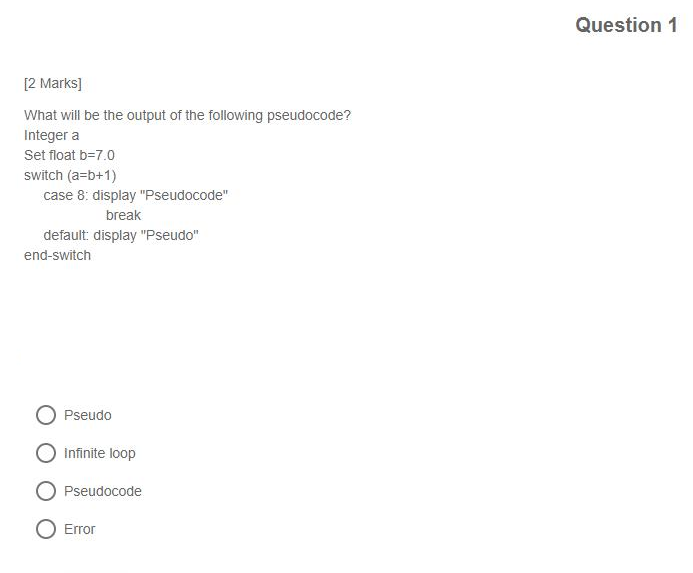 Question 1
[2 Marks]
What will be the output of the following pseudocode?
Integer a
Set float b=7.0
switch (a=b+1)
case 8: display "Pseudocode"
break
default: display "Pseudo"
end-switch
Pseudo
Infinite loop
Pseudocode
Error